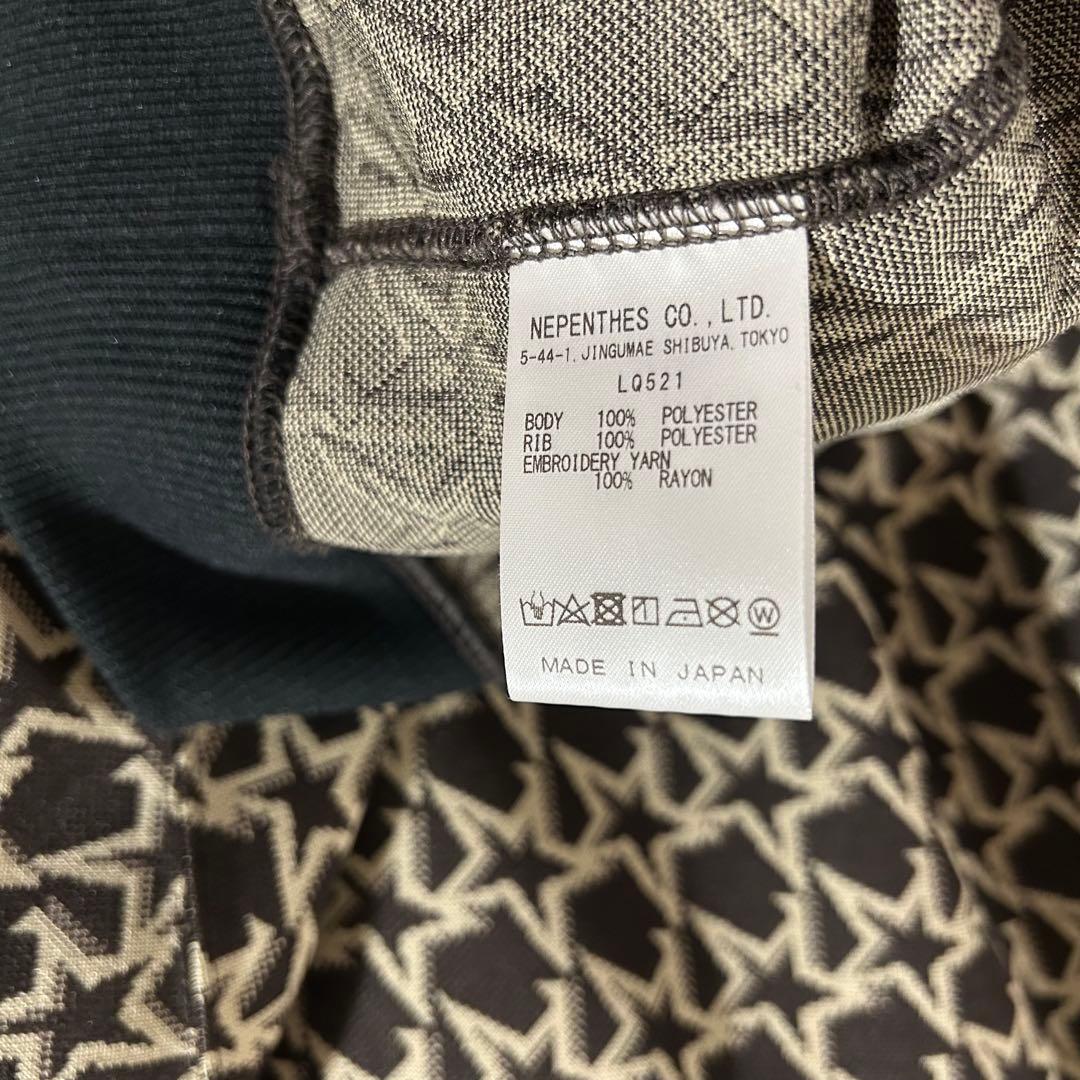 NEPENTHES CO.,LTD.
5-44-1, JINGUMAE SHIBUYA, TOKYO
LQ521
BODY 100% POLYESTER
RIB 100% POLYESTER
EMBROIDERY YARN
100% RAYON
W
MADE IN JAPAN